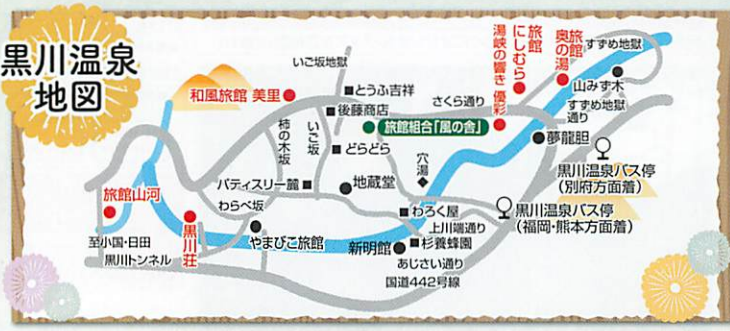 黒川温泉
地図
いご坂地獄
とうふ吉祥
後藤商店
和風旅館 美里
旅館組合「風の舎」
さくら通り
湯峡の響き 優彩
旅館
にしむら
旅館
奥の湯
すずめ地獄
山みず木
すずめ地獄
通り
夢龍胆
黒川温泉バス停
(別府方面着)
黒川温泉バス停
(福岡・熊本方面着)
柿の木坂
いご坂
どらどら
穴湯
パティスリー麓
地蔵堂
わらべ坂
旅館山河
黒川荘
やまびこ旅館
わろく屋
上川端通り
新明館
杉養蜂園
あじさい通り
国道442号線
至小国・日田
黒川トンネル